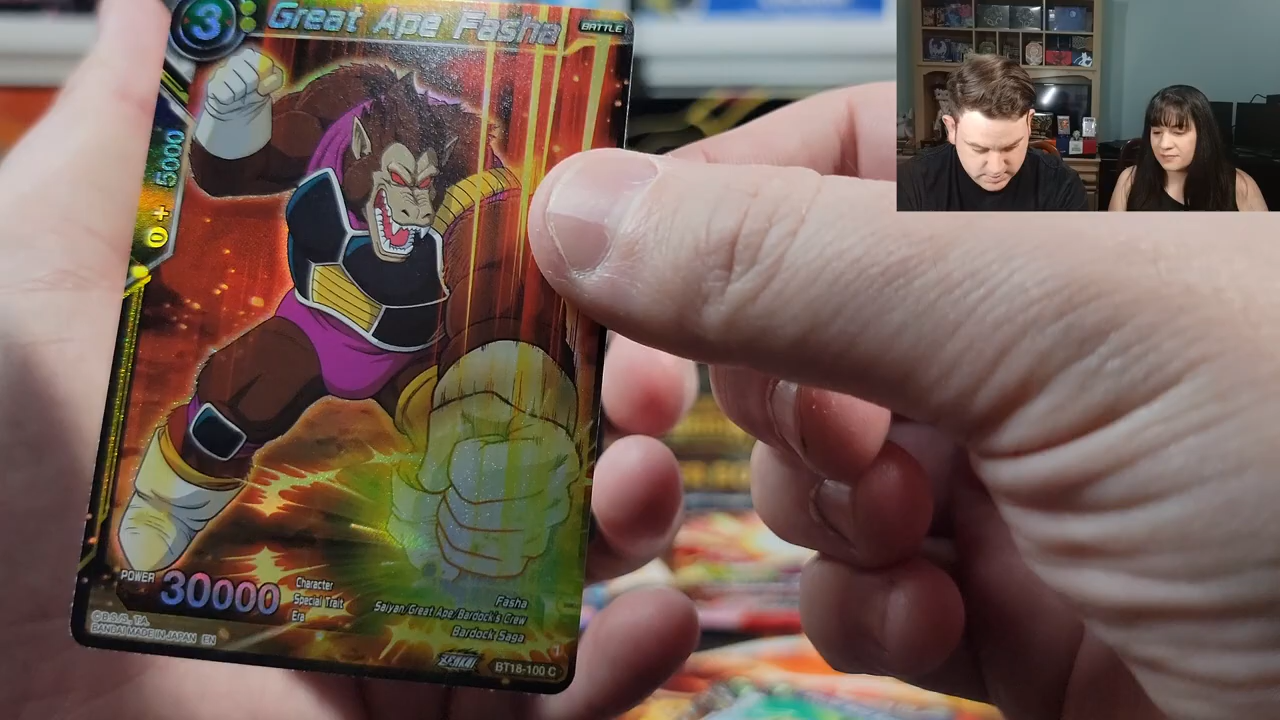 3 Great Ape Fasha BATTLE
0 + 5000
POWER 30000
Character Fasha
Special Trait Saiyan/Great Ape/Bardock's Crew
Era Bardock Saga
©B.S./S., T.A.
BANDAI MADE IN JAPAN EN
ZENKAI BT18-100 C